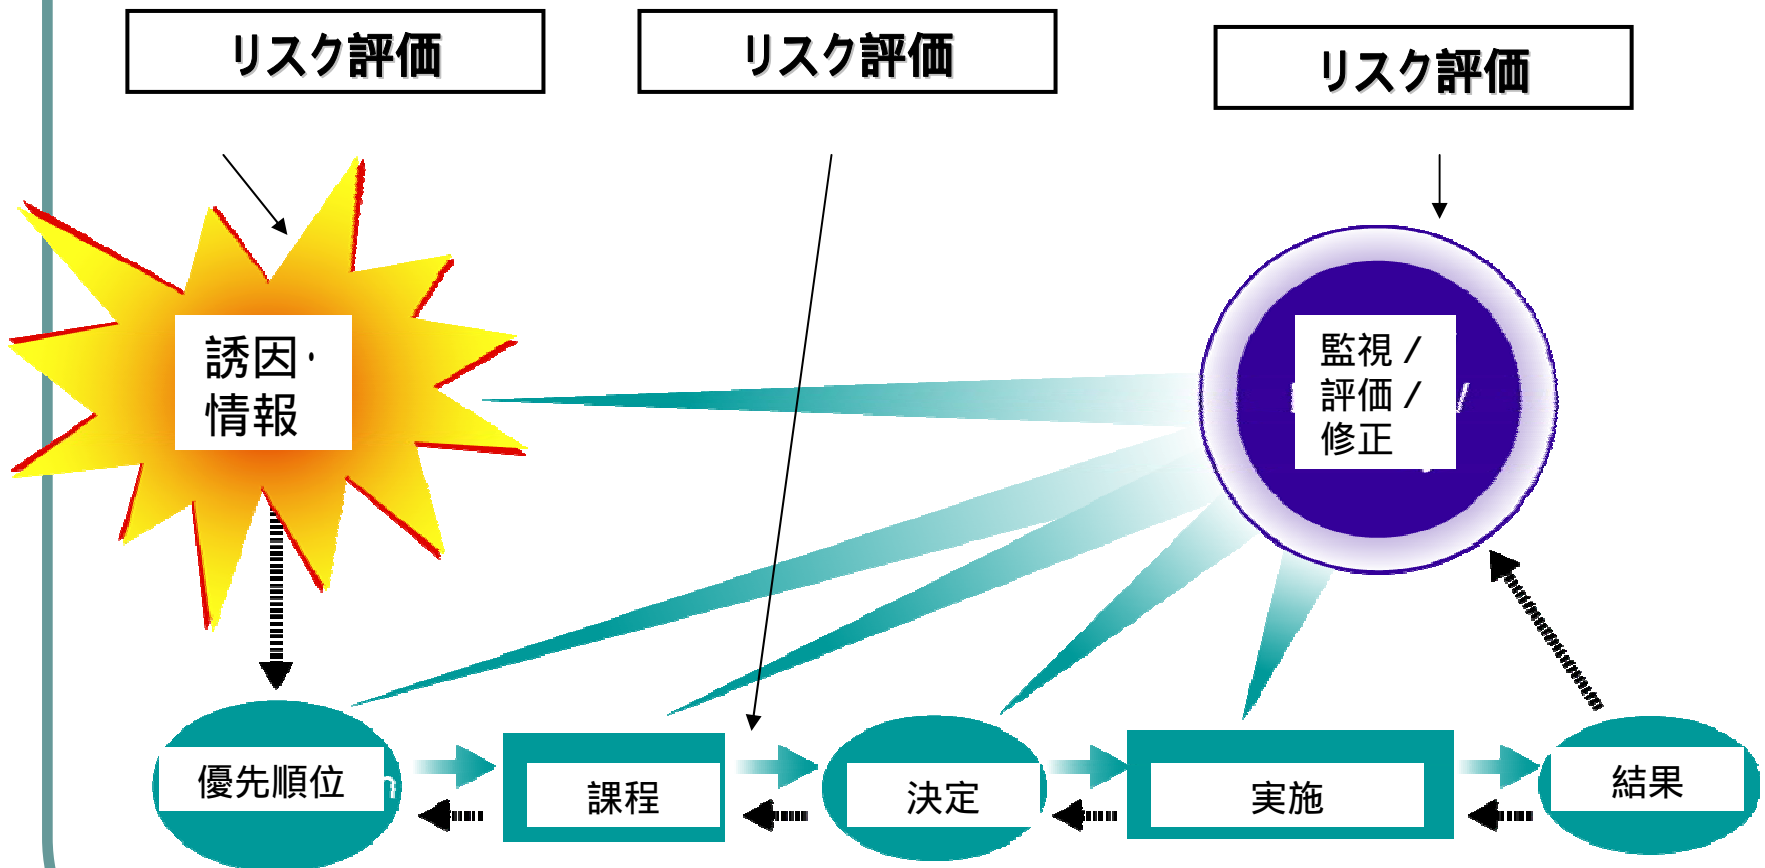 リスク評価
リスク評価
リスク評価
誘因・
情報
監視 /
評価 /
修正
優先順位
課程
決定
実施
結果